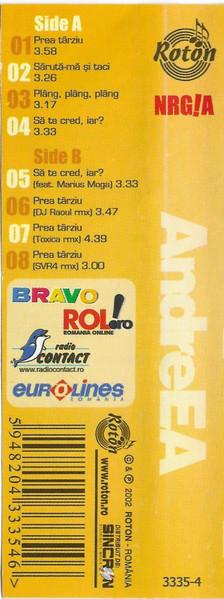 Side A
01 Prea târziu
3.58
02 Sărută-mă şi taci
3.26
03 Plâng, plâng, plâng
3.17
04 Să te cred, iar?
3.33
Side B
05 Să te cred, iar?
(feat. Marius Moga) 3.33
06 Prea târziu
(DJ Raoul rmx) 3.47
07 Prea târziu
(Toxica rmx) 4.39
08 Prea târziu
(SVR4 rmx) 3.00
BRAVO
ROL!.ro
ROMANIA ONLINE
radio
CONTACT
www.radiocontact.ro
eurolines
ROMANIA
5948204133354 6>
Roton
www.roton.ro
DISTRIBUIT DE:
SINCRON
© & ℗ 2002 ROTON - ROMÂNIA
3335-4
Roton
NRG!A
AndreEA